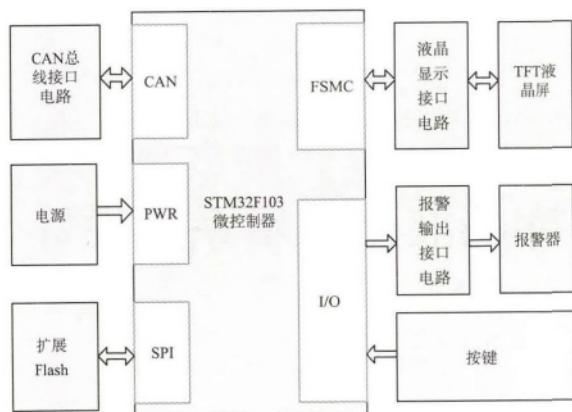 CAN总
线接口
电路
CAN
电源
PWR
扩展
Flash
SPI
STM32F103
微控制器
FSMC
液晶
显示
接口
电路
TFT液
晶屏
I/O
报警
输出
接口
电路
报警器
按键